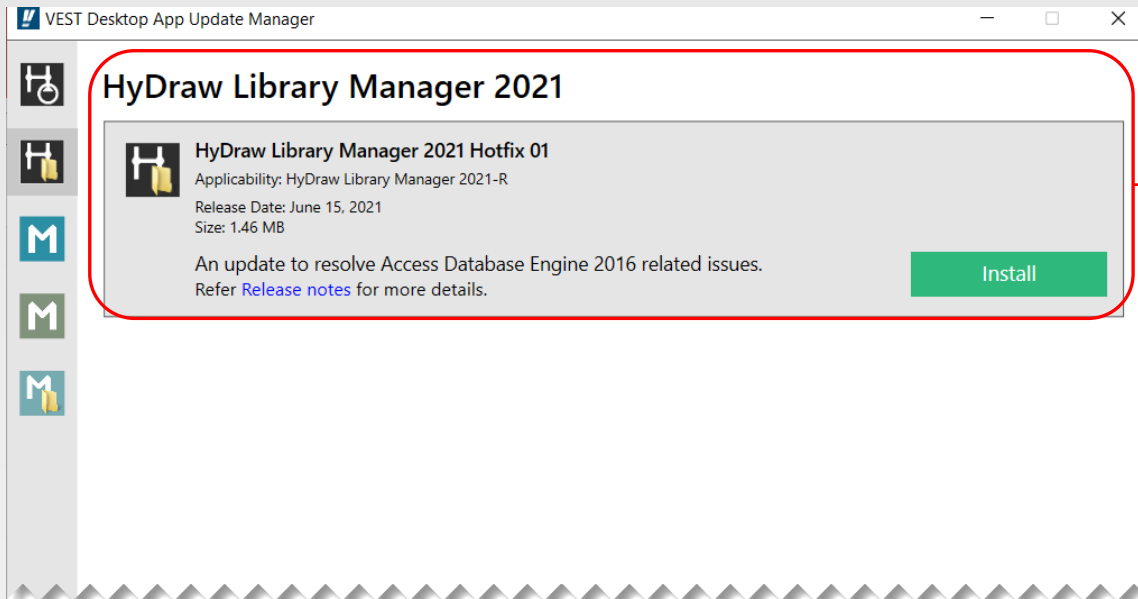 VEST Desktop App Update Manager
HyDraw Library Manager 2021
HyDraw Library Manager 2021 Hotfix 01
Applicability: HyDraw Library Manager 2021-R
Release Date: June 15, 2021
Size: 1.46 MB
An update to resolve Access Database Engine 2016 related issues.
Refer Release notes for more details.
Install
H
H
H
M
M
M